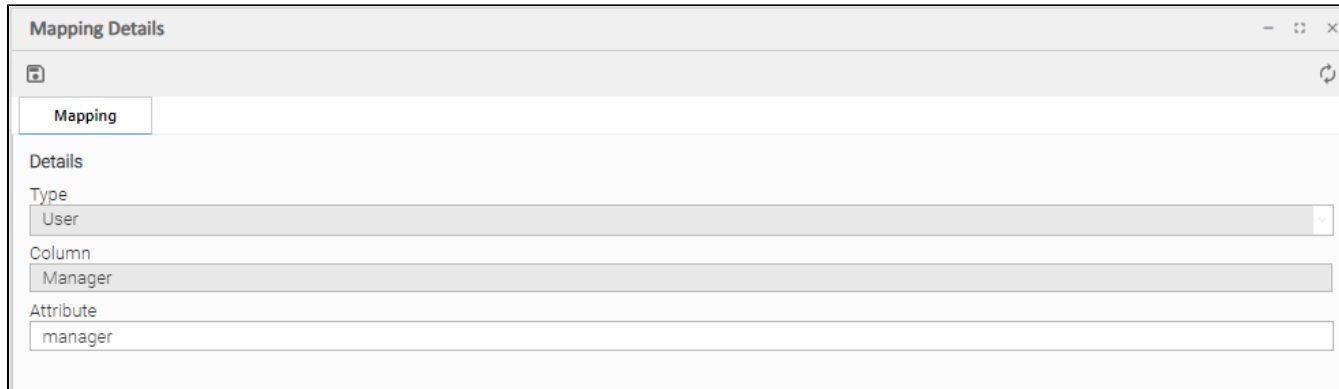 Mapping Details
Mapping
Details
Type
User
Column
Manager
Attribute
manager